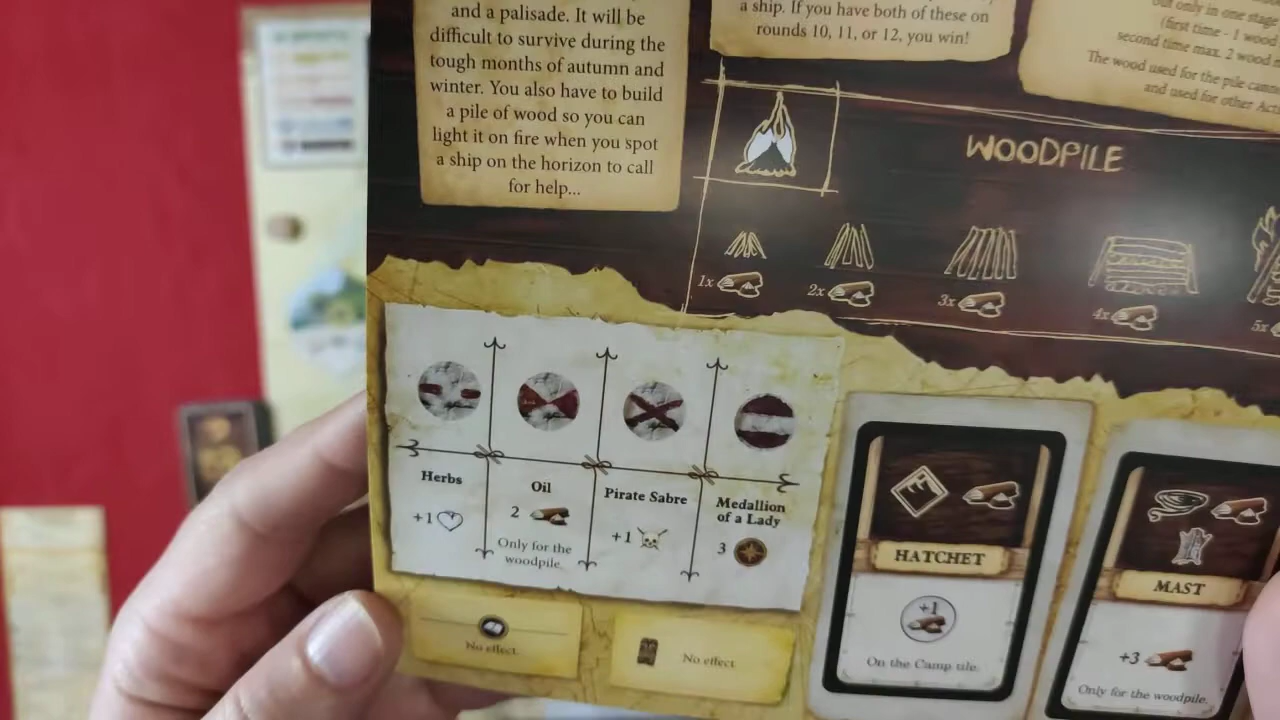 and a palisade. It will be
difficult to survive during the
tough months of autumn and
winter. You also have to build
a pile of wood so you can
light it on fire when you spot
a ship on the horizon to call
for help...
a ship. If you have both of these on
rounds 10, 11, or 12, you win!
but only in one stage
(first time - 1 wood
second time max. 2 wood
The wood used for the pile
and used for other
WOODPILE
1x
2x
3x
4x
5x
Herbs
+1
Oil
2
Only for the
woodpile.
Pirate Sabre
+1
Medallion
of a Lady
3
No effect.
No effect
HATCHET
+1
On the Camp tile.
MAST
+3
Only for the woodpile.